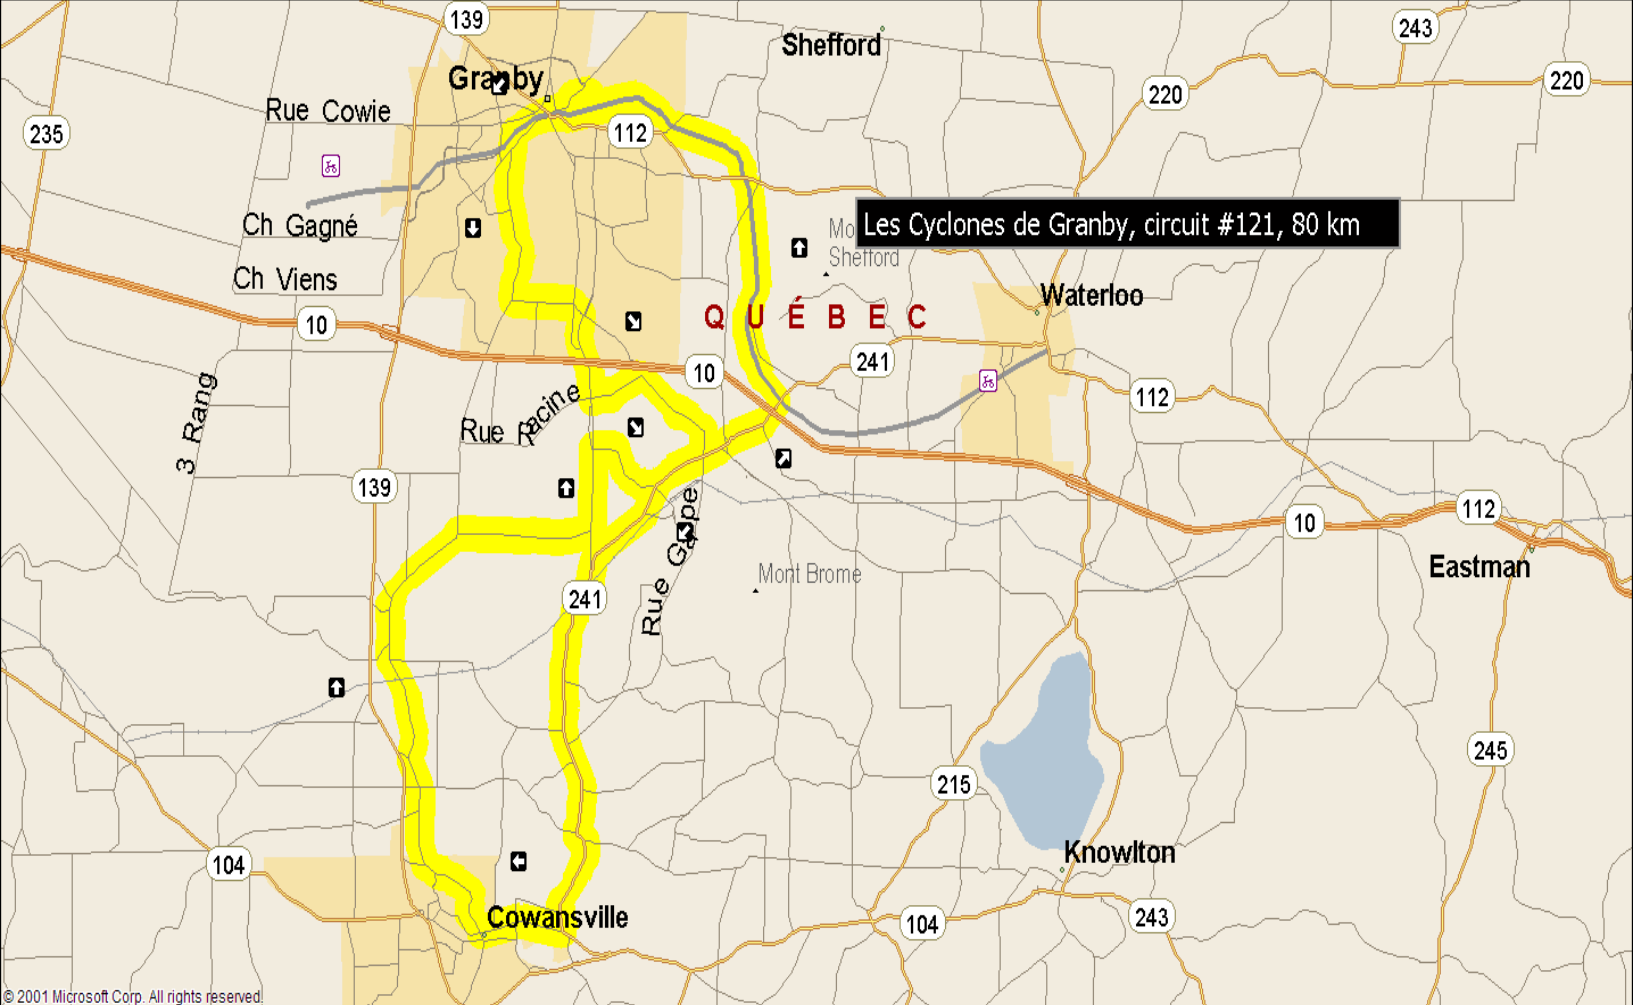 139
243
Shefford
Granby
220
220
Rue Cowie
112
235
Les Cyclones de Granby, circuit #121, 80 km
Ch Gagné
Shefford
Ch Viens
Waterloo
QUÉBEC
10
241
10
112
3 Rang
Rue Racine
139
112
10
Rue Gaspe
Eastman
Mont Brome
241
245
215
Knowlton
104
Cowansville
104
243
© 2001 Microsoft Corp. All rights reserved.